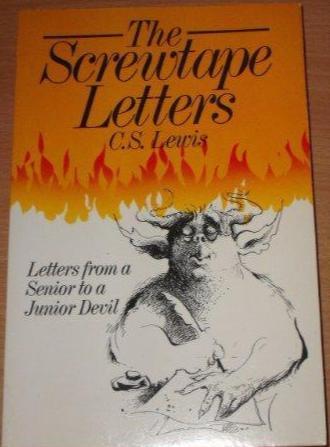 The
Screwtape
Letters
C.S. Lewis
Letters from a
Senior to a
Junior Devil